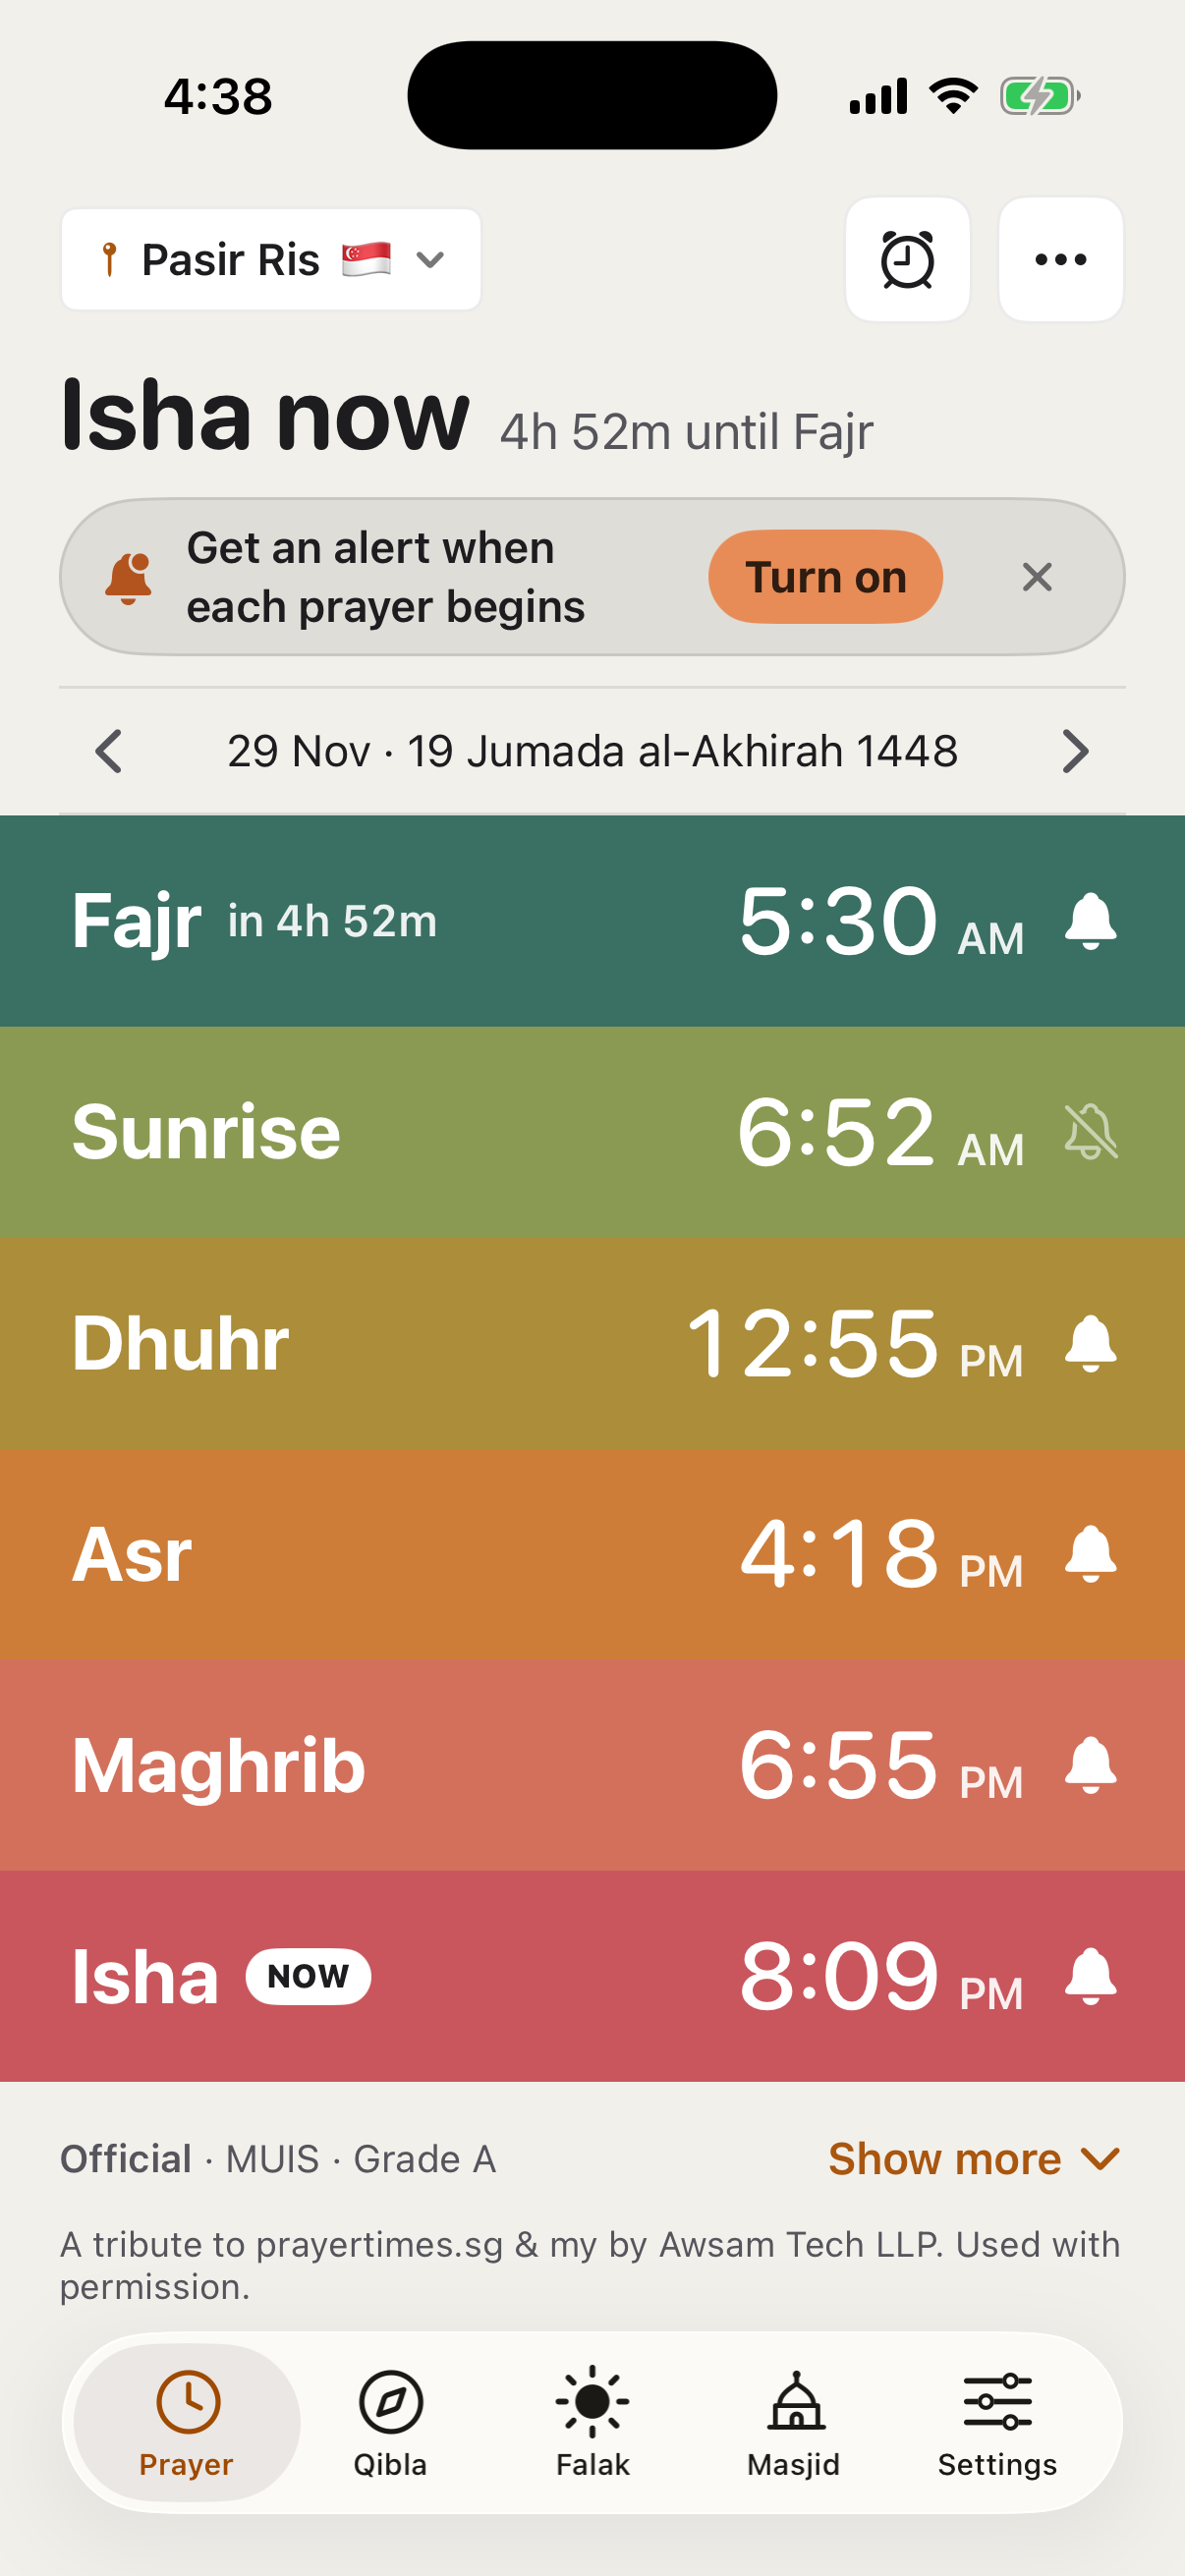 4:38
Pasir Ris
Isha now 4h 52m until Fajr
Get an alert when
each prayer begins
Turn on
29 Nov · 19 Jumada al-Akhirah 1448
Fajr in 4h 52m 5:30 AM
Sunrise 6:52 AM
Dhuhr 12:55 PM
Asr 4:18 PM
Maghrib 6:55 PM
Isha NOW 8:09 PM
Official · MUIS · Grade A
Show more
A tribute to prayertimes.sg & my by Awsam Tech LLP. Used with
permission.
Prayer Qibla Falak Masjid Settings